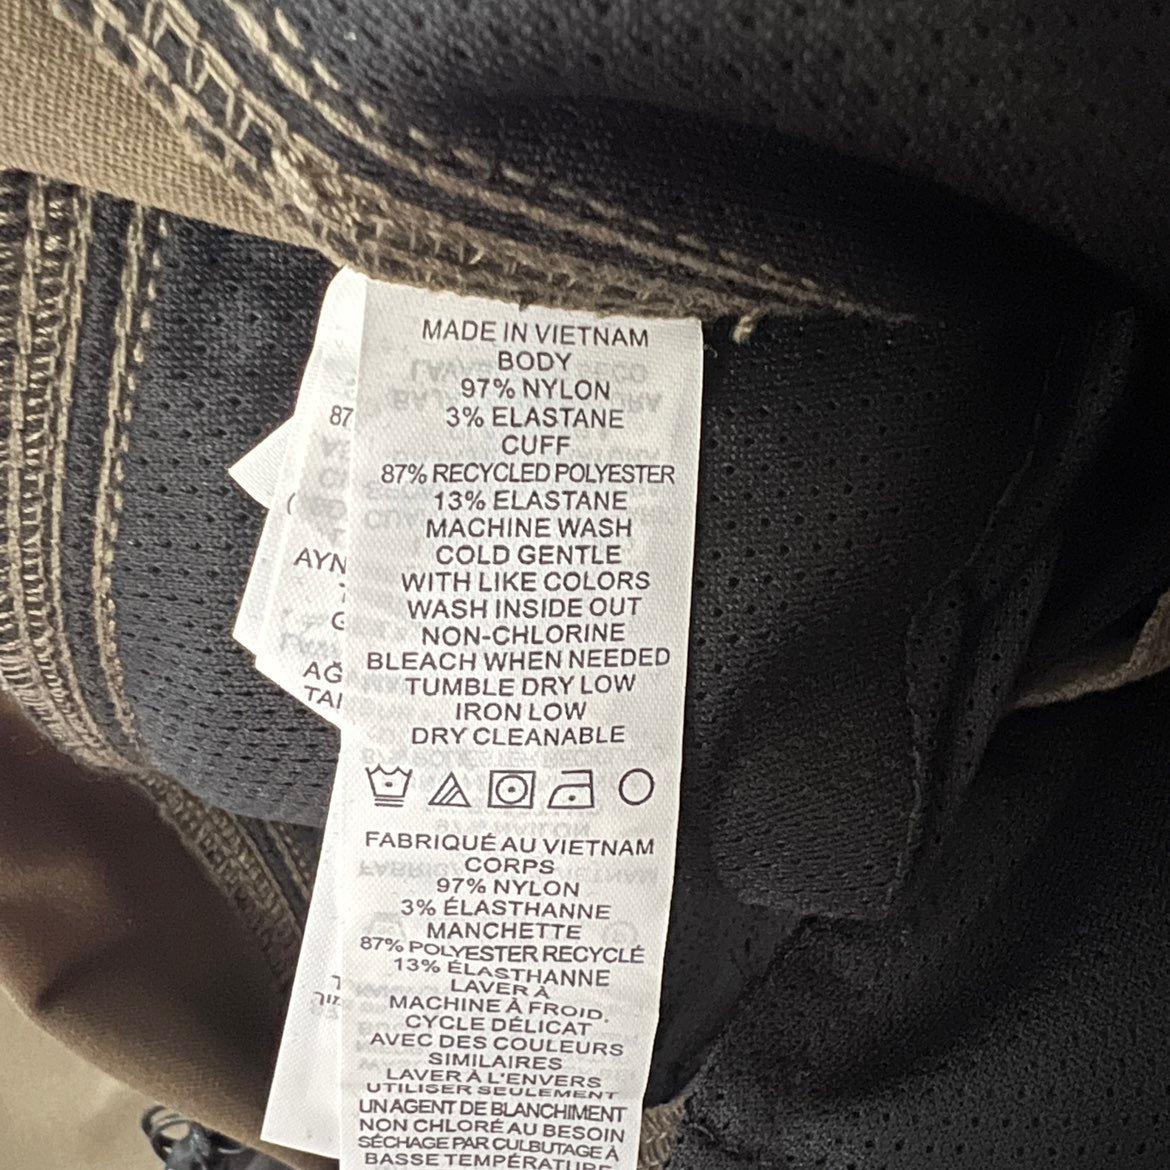 MADE IN VIETNAM
BODY
97% NYLON
3% ELASTANE
CUFF
87% RECYCLED POLYESTER
13% ELASTANE
MACHINE WASH
COLD GENTLE
WITH LIKE COLORS
WASH INSIDE OUT
NON-CHLORINE
BLEACH WHEN NEEDED
TUMBLE DRY LOW
IRON LOW
DRY CLEANABLE
FABRIQUÉ AU VIETNAM
CORPS
97% NYLON
3% ÉLASTHANNE
MANCHETTE
87% POLYESTER RECYCLÉ
13% ÉLASTHANNE
LAVER À
MACHINE À FROID.
CYCLE DÉLICAT
AVEC DES COULEURS
SIMILAIRES
LAVER À L'ENVERS
UTILISER SEULEMENT
UN AGENT DE BLANCHIMENT
NON CHLORÉ AU BESOIN
SÉCHAGE PAR CULBUTAGE À
BASSE TEMPÉRATURE
87
AYN
AĞ